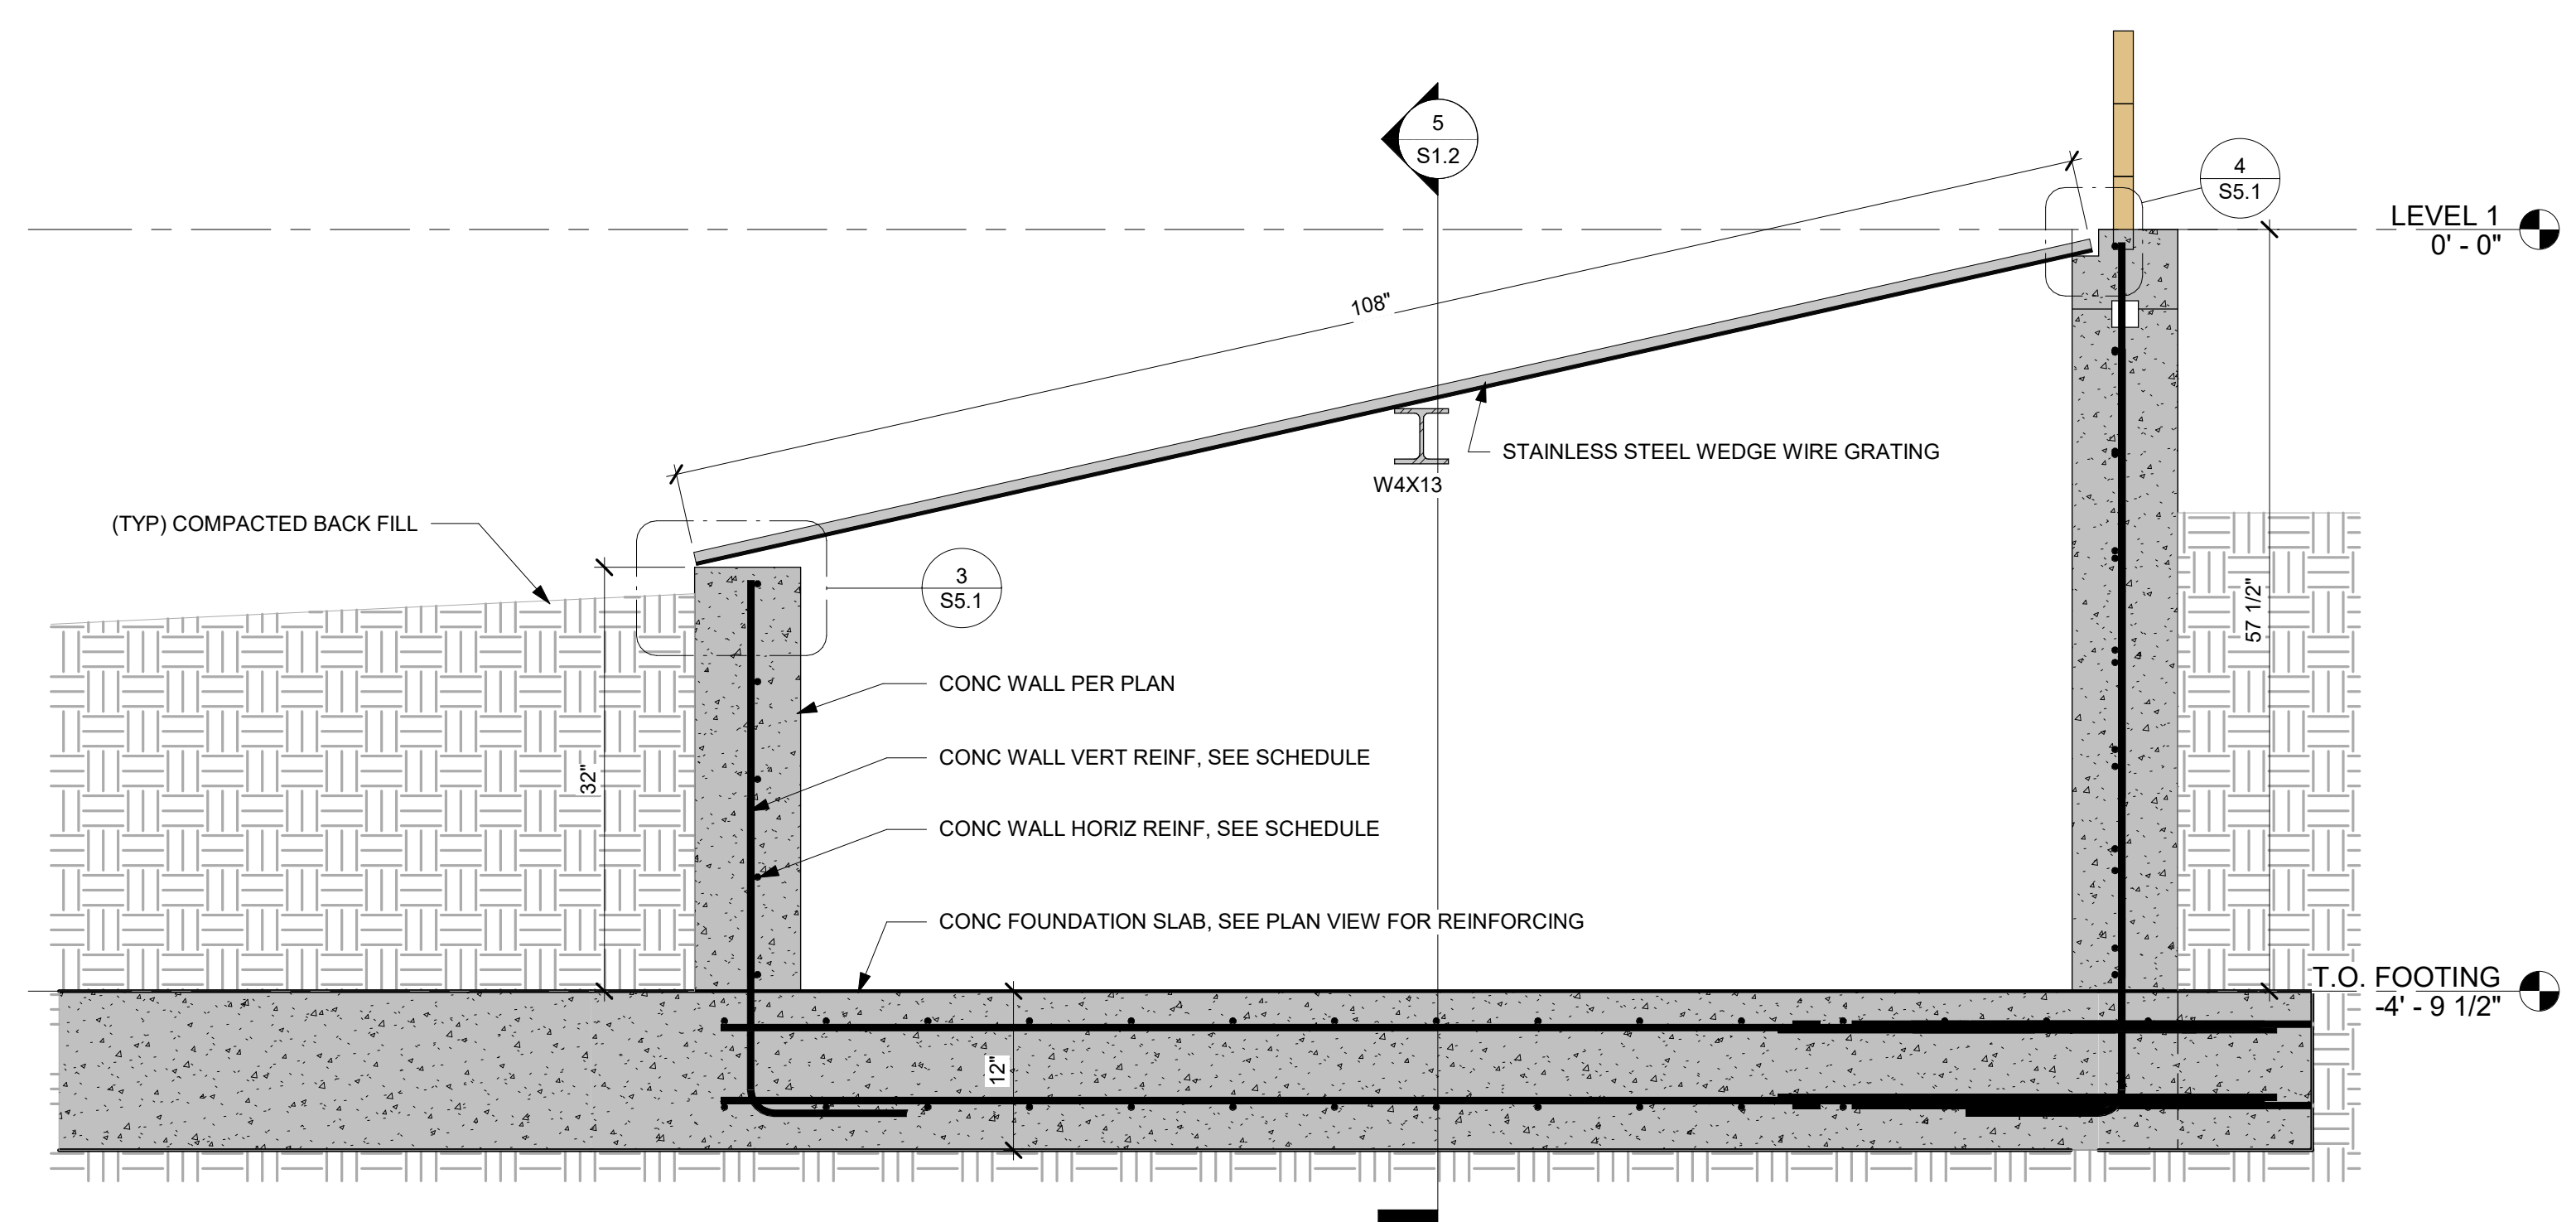 5
S1.2
4
S5.1
LEVEL 1
0' - 0"
108"
STAINLESS STEEL WEDGE WIRE GRATING
W4X13
(TYP) COMPACTED BACK FILL
3
S5.1
57 1/2"
CONC WALL PER PLAN
32"
CONC WALL VERT REINF, SEE SCHEDULE
CONC WALL HORIZ REINF, SEE SCHEDULE
CONC FOUNDATION SLAB, SEE PLAN VIEW FOR REINFORCING
T.O. FOOTING
-4' - 9 1/2"
12"